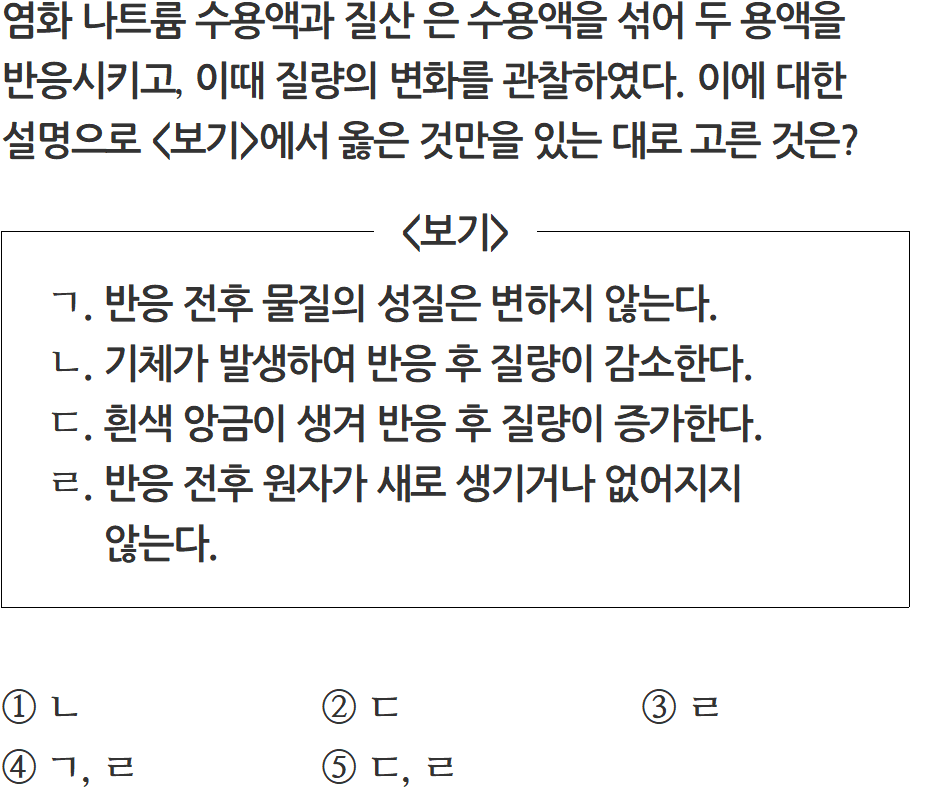 염화 나트륨 수용액과 질산 은 수용액을 섞어 두 용액을
반응시키고, 이때 질량의 변화를 관찰하였다. 이에 대한
설명으로 <보기>에서 옳은 것만을 있는 대로 고른 것은?
<보기>
ㄱ. 반응 전후 물질의 성질은 변하지 않는다.
ㄴ. 기체가 발생하여 반응 후 질량이 감소한다.
ㄷ. 흰색 앙금이 생겨 반응 후 질량이 증가한다.
ㄹ. 반응 전후 원자가 새로 생기거나 없어지지
않는다.
① ㄴ ② ㄷ ③ ㄹ
④ ㄱ, ㄹ ⑤ ㄷ, ㄹ